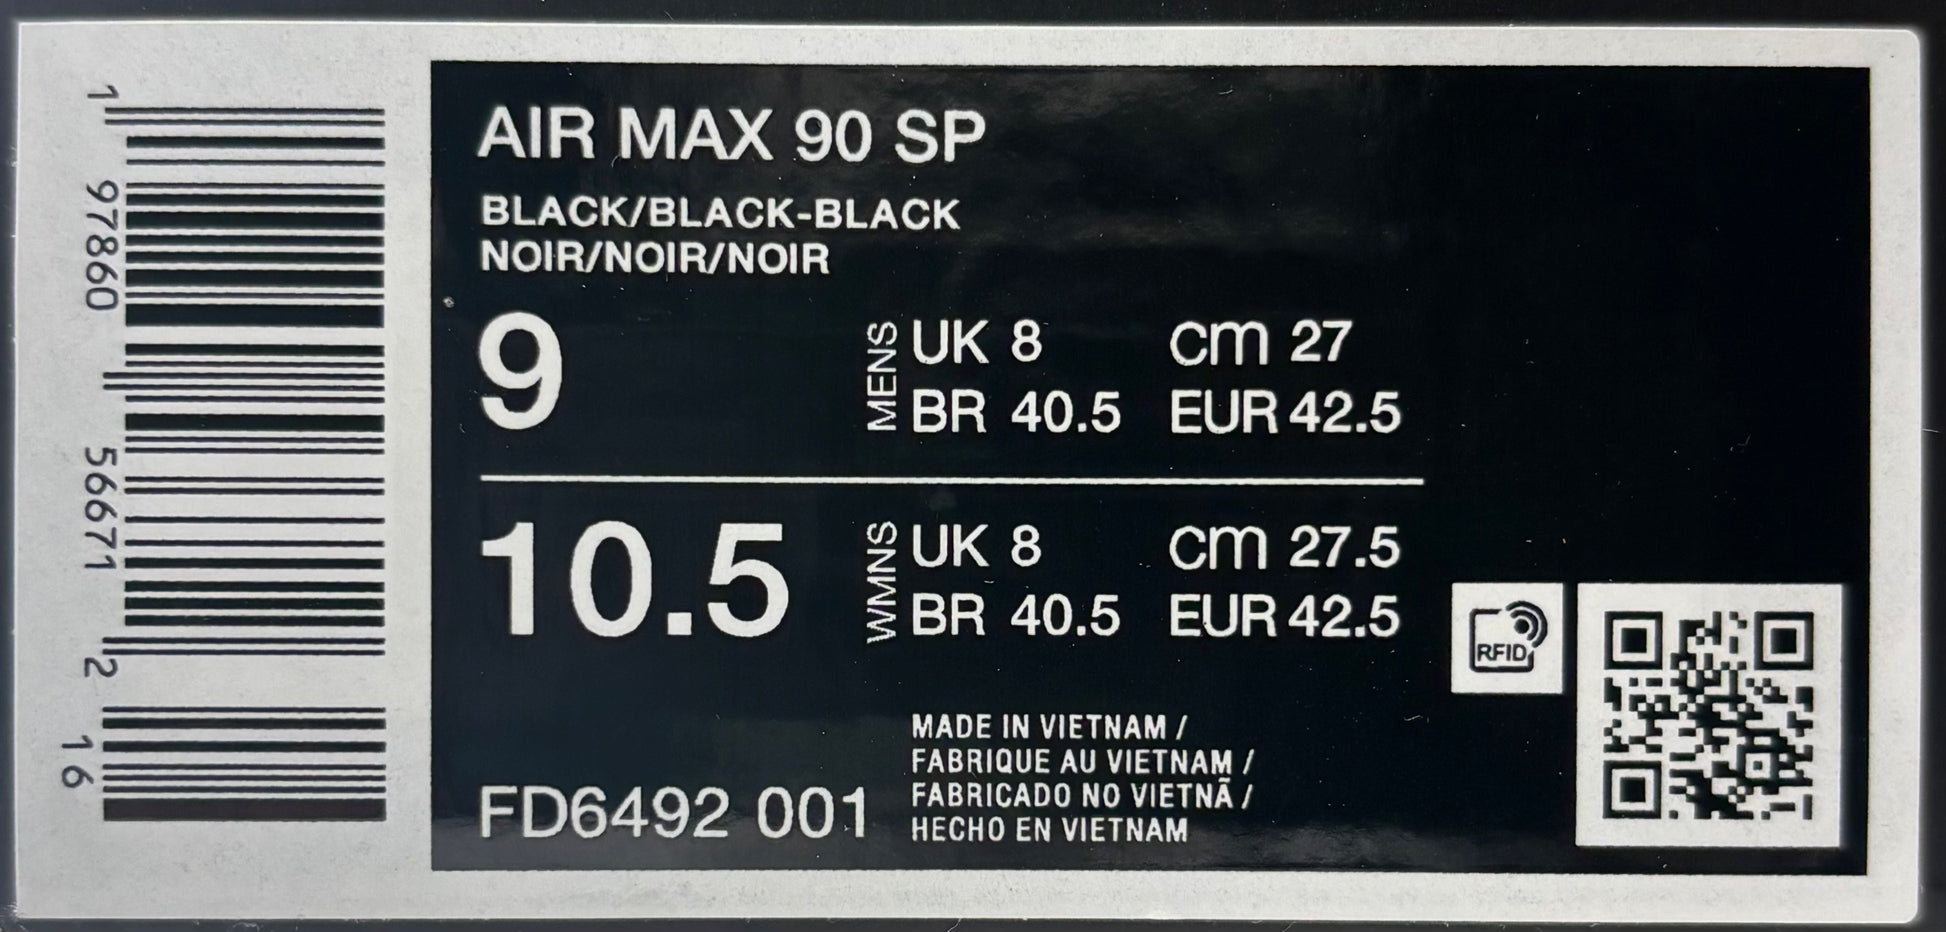 1 97860 56671 2 16
AIR MAX 90 SP
BLACK/BLACK-BLACK
NOIR/NOIR/NOIR
9
MENS
UK 8 cm 27
BR 40.5 EUR 42.5
10.5
WMNS
UK 8 cm 27.5
BR 40.5 EUR 42.5
RFID
FD6492 001
MADE IN VIETNAM /
FABRIQUE AU VIETNAM /
FABRICADO NO VIETNÃ /
HECHO EN VIETNAM